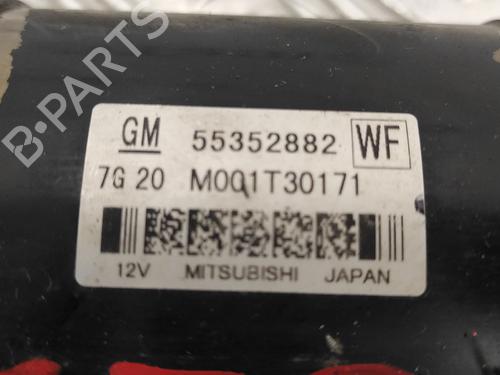 GM 55352882 WF
7G 20 M001T30171
12V MITSUBISHI JAPAN
B-PARTS